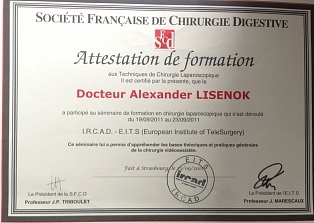 SOCIÉTÉ FRANÇAISE DE CHIRURGIE DIGESTIVE
Attestation de formation
aux Techniques de Chirurgie Laparoscopique
Il est certifié par la présente, que le
Docteur Alexander LISENOK
a participé au séminaire de formation en chirurgie laparoscopique qui s'est déroulé
du 19/09/2011 au 23/09/2011
I.R.C.A.D. - E.I.T.S (European Institute of TeleSurgery)
Ce séminaire lui a permis d'appréhender les bases théoriques et pratiques générales
de la chirurgie vidéoassistée.
Fait à Strasbourg le
E.I.T.S
ircad
IRCAD
Le Président de la S.F.C.D
Professeur J.P. TRIBOULET
Le Président de l'E.I.T.S
Professeur J. MARESCAUX